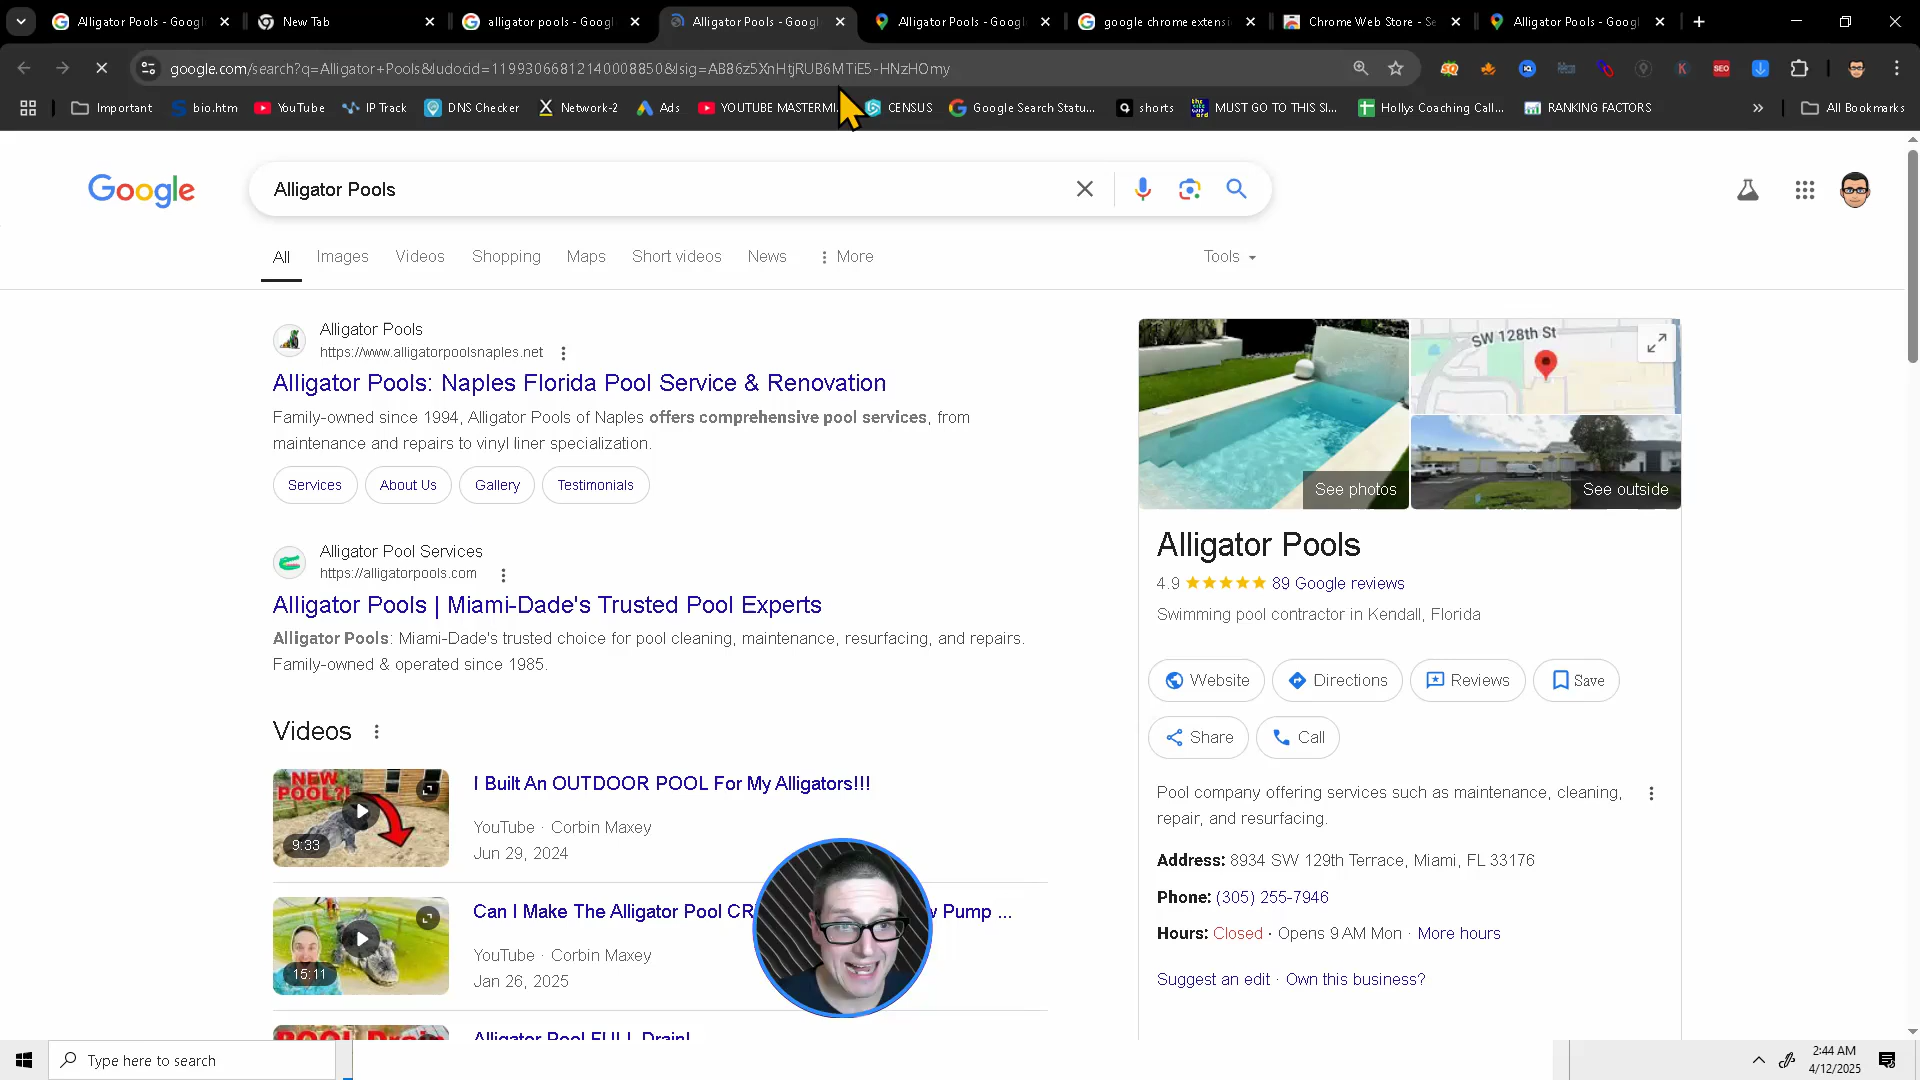 Alligator Pools - Googl
New Tab
alligator pools - Googl
Alligator Pools - Googl
Alligator Pools - Googl
google chrome extensi
Chrome Web Store - Se
Alligator Pools - Googl
google.com/search?q=Alligator+Pools&ludocid=11993066812140008850&lsig=AB86z5XnHtjRUB6MTiE5-HNzHOmy
SEO
Important
bio.htm
YouTube
IP Track
DNS Checker
Network-2
Ads
YOUTUBE MASTERMI...
CENSUS
Google Search Statu...
shorts
MUST GO TO THIS SI...
Hollys Coaching Call...
RANKING FACTORS
All Bookmarks
Google
Alligator Pools
All
Images
Videos
Shopping
Maps
Short videos
News
More
Tools
Alligator Pools
https://www.alligatorpoolsnaples.net
Alligator Pools: Naples Florida Pool Service & Renovation
Family-owned since 1994, Alligator Pools of Naples offers comprehensive pool services, from
maintenance and repairs to vinyl liner specialization.
Services
About Us
Gallery
Testimonials
Alligator Pool Services
https://alligatorpools.com
Alligator Pools | Miami-Dade's Trusted Pool Experts
Alligator Pools: Miami-Dade's trusted choice for pool cleaning, maintenance, resurfacing, and repairs.
Family-owned & operated since 1985.
Videos
NEW
POOL?!
9:33
I Built An OUTDOOR POOL For My Alligators!!!
YouTube · Corbin Maxey
Jun 29, 2024
15:11
Can I Make The Alligator Pool CR
w Pump ...
YouTube · Corbin Maxey
Jan 26, 2025
POOL Drain
Alligator Pool FULL Drain!
SW 128th St
See photos
See outside
Alligator Pools
4.9
89 Google reviews
Swimming pool contractor in Kendall, Florida
Website
Directions
Reviews
Save
Share
Call
Pool company offering services such as maintenance, cleaning,
repair, and resurfacing.
Address: 8934 SW 129th Terrace, Miami, FL 33176
Phone: (305) 255-7946
Hours: Closed · Opens 9 AM Mon · More hours
Suggest an edit · Own this business?
Type here to search
2:44 AM
4/12/2025